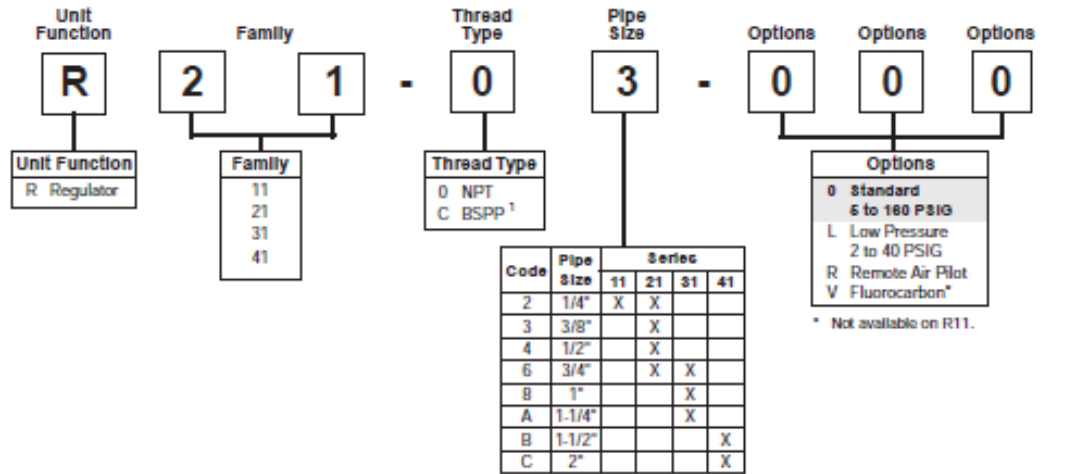 Unit Function
Family
Thread Type
Pipe Size
Options
Options
Options
R 2 1 - 0 3 - 0 0 0
Unit Function
R Regulator
Family
11
21
31
41
Thread Type
0 NPT
C BSPP 1
Options
0 Standard
5 to 160 PSIG
L Low Pressure
2 to 40 PSIG
R Remote Air Pilot
V Fluorocarbon*
* Not available on R11.
Code Pipe Size Series
11 21 31 41
2 1/4" X X
3 3/8" X
4 1/2" X
6 3/4" X X
8 1" X
A 1-1/4" X
B 1-1/2" X
C 2" X